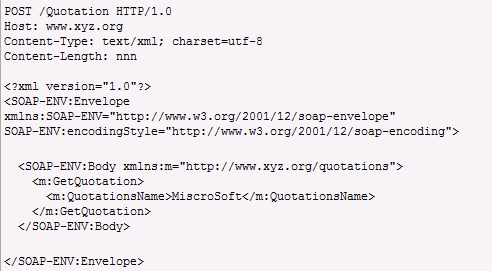 POST /Quotation HTTP/1.0
Host: www.xyz.org
Content-Type: text/xml; charset=utf-8
Content-Length: nnn
<?xml version="1.0"?>
<SOAP-ENV:Envelope
xmlns:SOAP-ENV="http://www.w3.org/2001/12/soap-envelope"
SOAP-ENV:encodingStyle="http://www.w3.org/2001/12/soap-encoding">
<SOAP-ENV:Body xmlns:m="http://www.xyz.org/quotations">
<m:GetQuotation>
<m:QuotationsName>MiscroSoft</m:QuotationsName>
</m:GetQuotation>
</SOAP-ENV:Body>
</SOAP-ENV:Envelope>